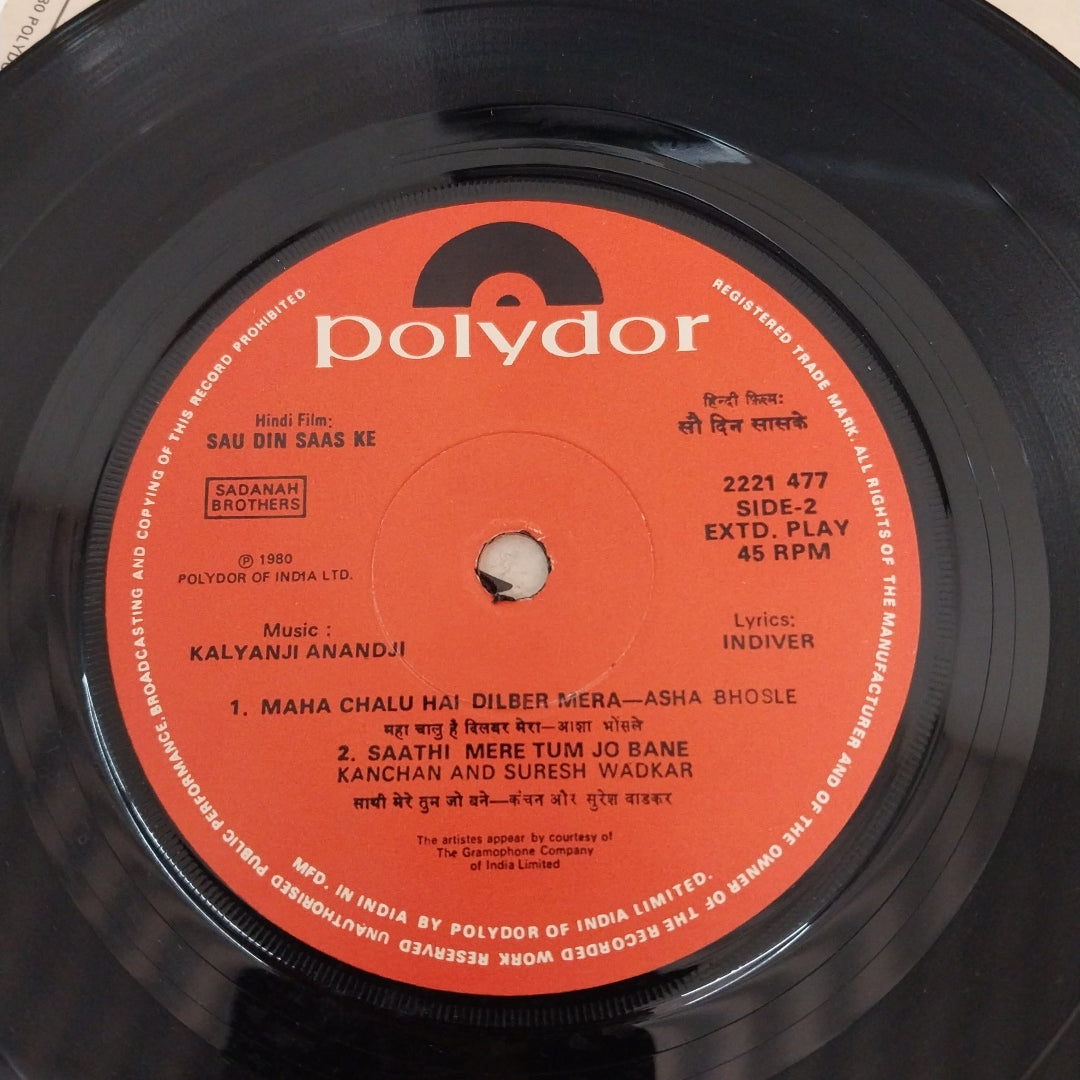 polydor
Hindi Film:
SAU DIN SAAS KE
हिन्दी फ़िल्म:
सौ दिन सासके
SADANAH
BROTHERS
2221 477
SIDE-2
EXTD. PLAY
45 RPM
℗ 1980
POLYDOR OF INDIA LTD.
Music :
KALYANJI ANANDJI
Lyrics:
INDIVER
1. MAHA CHALU HAI DILBER MERA—ASHA BHOSLE
महा चालु है दिलबर मेरा—आशा भोंसले
2. SAATHI MERE TUM JO BANE
KANCHAN AND SURESH WADKAR
साथी मेरे तुम जो बने—कंचन और सुरेश वाडकर
The artistes appear by courtesy of
The Gramophone Company
of India Limited
MFD. IN INDIA BY POLYDOR OF INDIA LIMITED.
REGISTERED TRADE MARK. ALL RIGHTS OF THE MANUFACTURER AND OF THE OWNER OF THE RECORDED WORK RESERVED UNAUTHORISED PUBLIC PERFORMANCE, BROADCASTING AND COPYING OF THIS RECORD PROHIBITED.